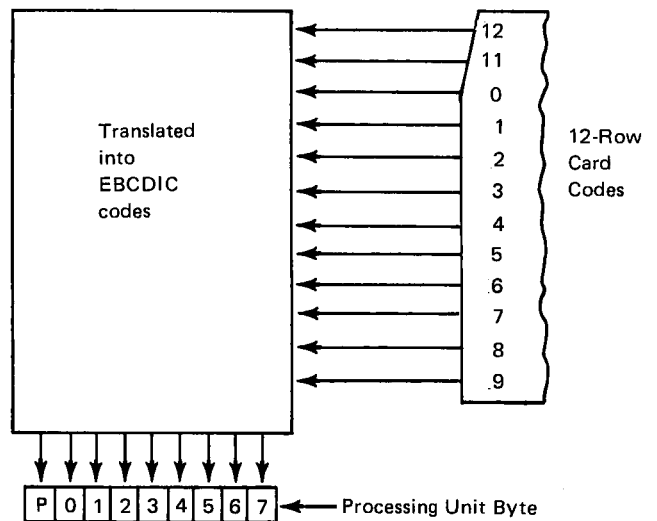 12
11
0
1
2
3
4
5
6
7
8
9
Translated
into
EBCDIC
codes
12-Row
Card
Codes
P 0 1 2 3 4 5 6 7
Processing Unit Byte